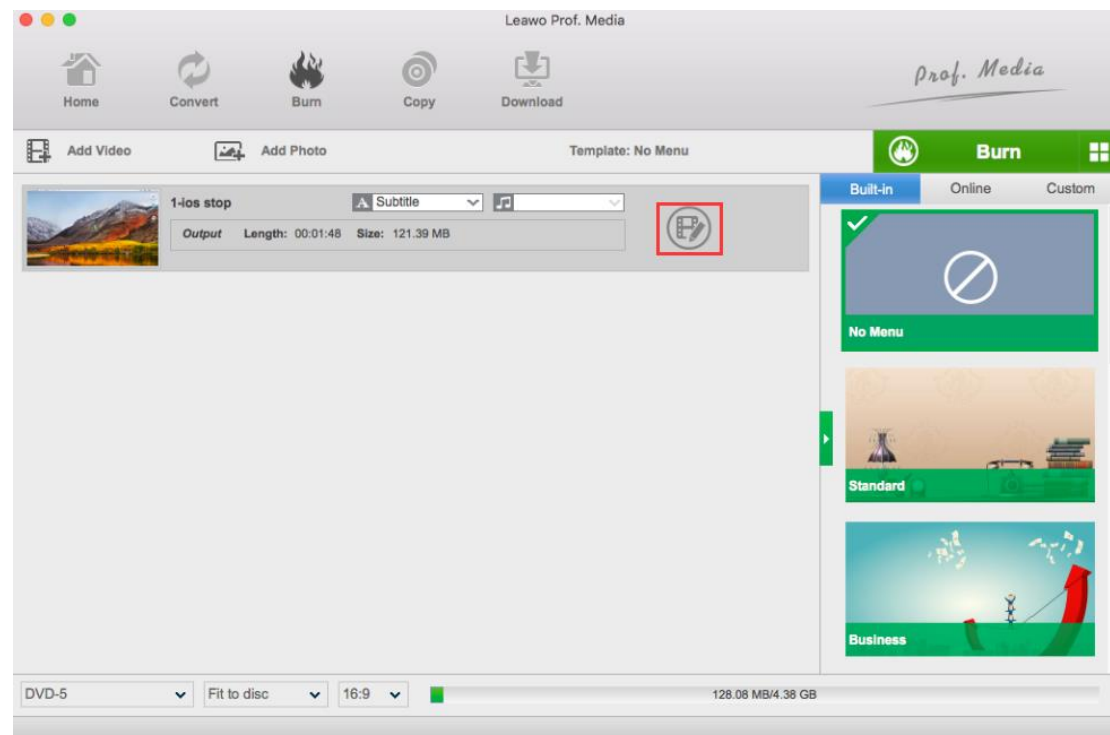 Leawo Prof. Media
Prof. Media
Home Convert Burn Copy Download
Add Video Add Photo Template: No Menu Burn
Built-in Online Custom
1-ios stop A Subtitle
Output Length: 00:01:48 Size: 121.39 MB
No Menu
Standard
Business
DVD-5 Fit to disc 16:9 128.08 MB/4.38 GB